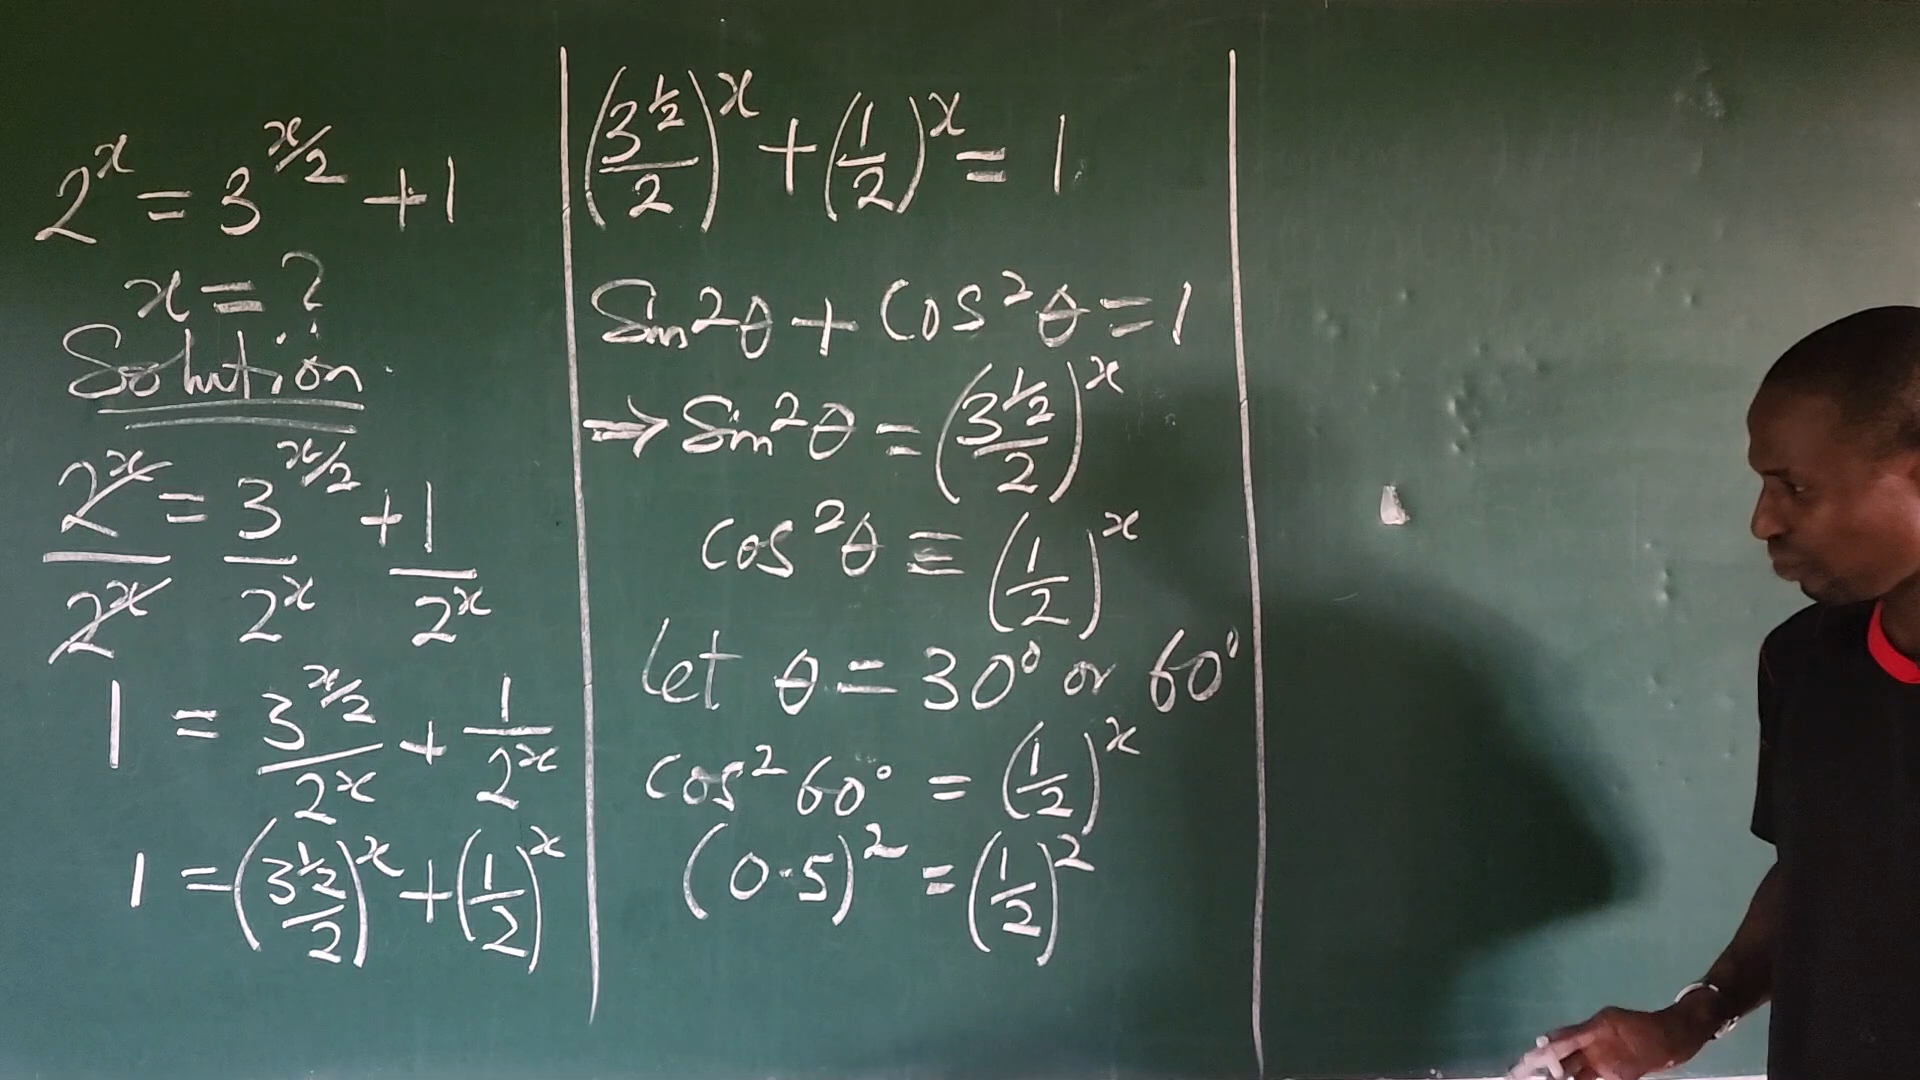 2^x = 3^{x/2} + 1
x = ?
Solution
2^x/2^x = 3^{x/2}/2^x + 1/2^x
1 = 3^{x/2}/2^x + 1/2^x
1 = (3^{1/2}/2)^x + (1/2)^x
(3^{1/2}/2)^x + (1/2)^x = 1
Sin²θ + Cos²θ = 1
⇒ Sin²θ = (3^{1/2}/2)^x
Cos²θ = (1/2)^x
Let θ = 30° or 60°
Cos²60° = (1/2)^x
(0.5)² = (1/2)²